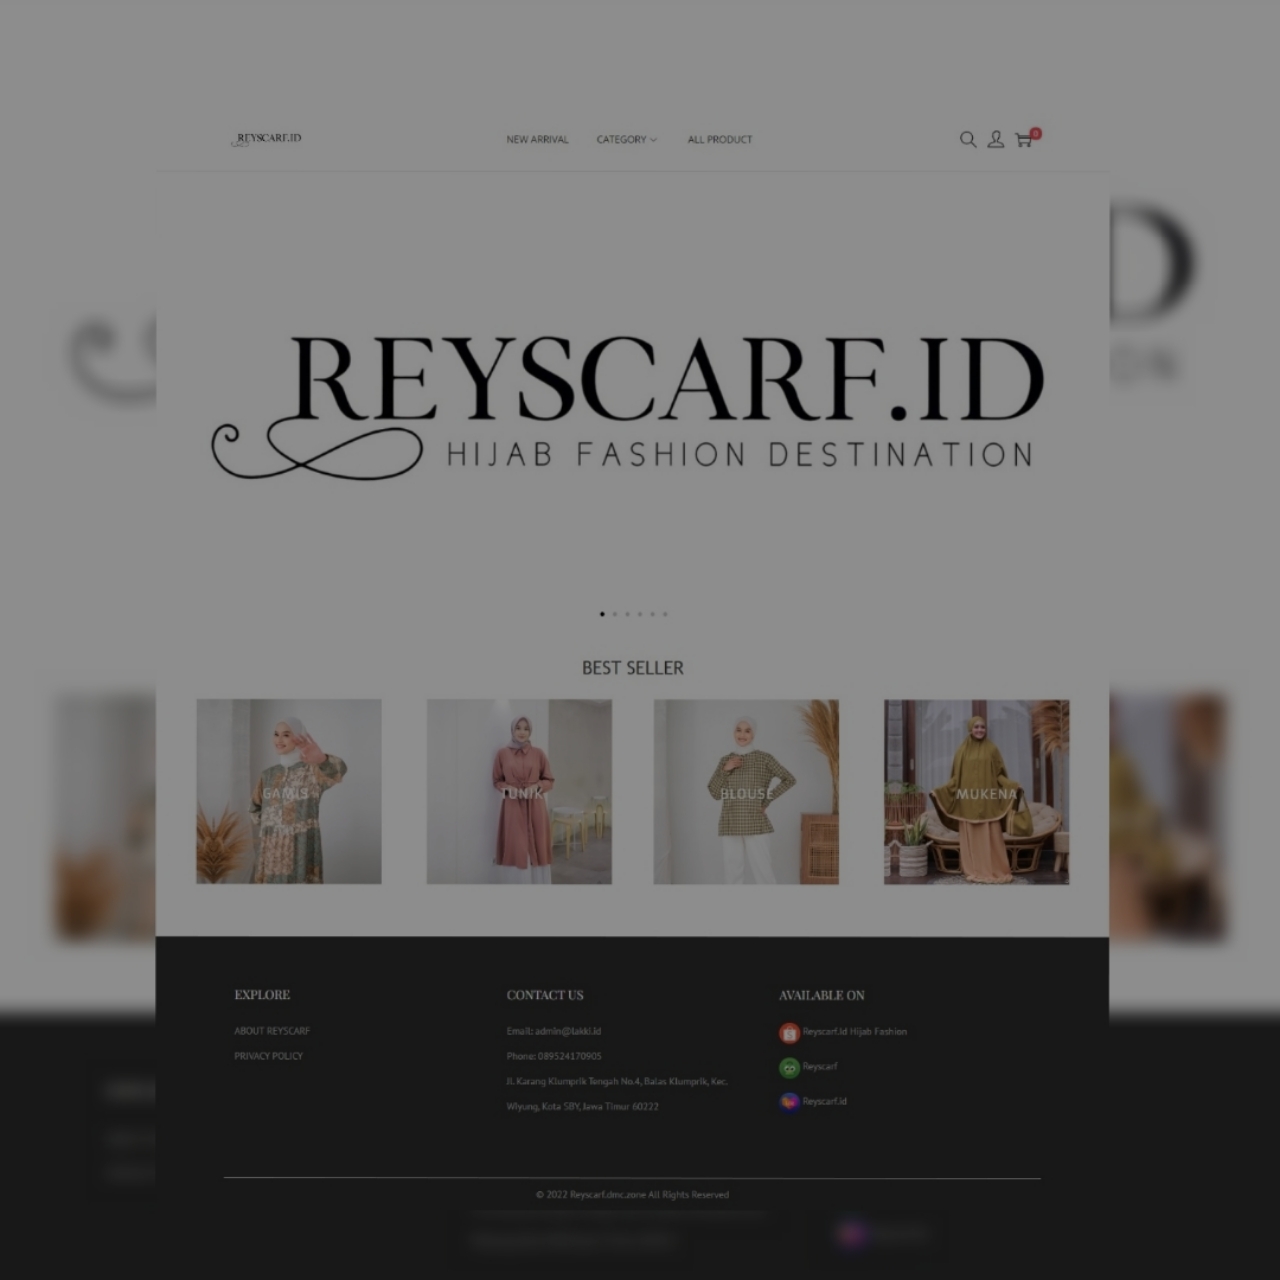 REYSCARF.ID
NEW ARRIVAL
CATEGORY
ALL PRODUCT
0
REYSCARF.ID
HIJAB FASHION DESTINATION
BEST SELLER
GAMIS
TUNIK
BLOUSE
MUKENA
EXPLORE
ABOUT REYSCARF
PRIVACY POLICY
CONTACT US
Email: admin@lakki.id
Phone: 089524170905
Jl. Karang Klumprik Tengah No.4, Balas Klumprik, Kec.
Wiyung, Kota SBY, Jawa Timur 60222
AVAILABLE ON
Reyscarf.id Hijab Fashion
Reyscarf
Reyscarf.id
© 2022 Reyscarf.dmc.zone All Rights Reserved